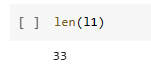 [ ] len(l1)
33